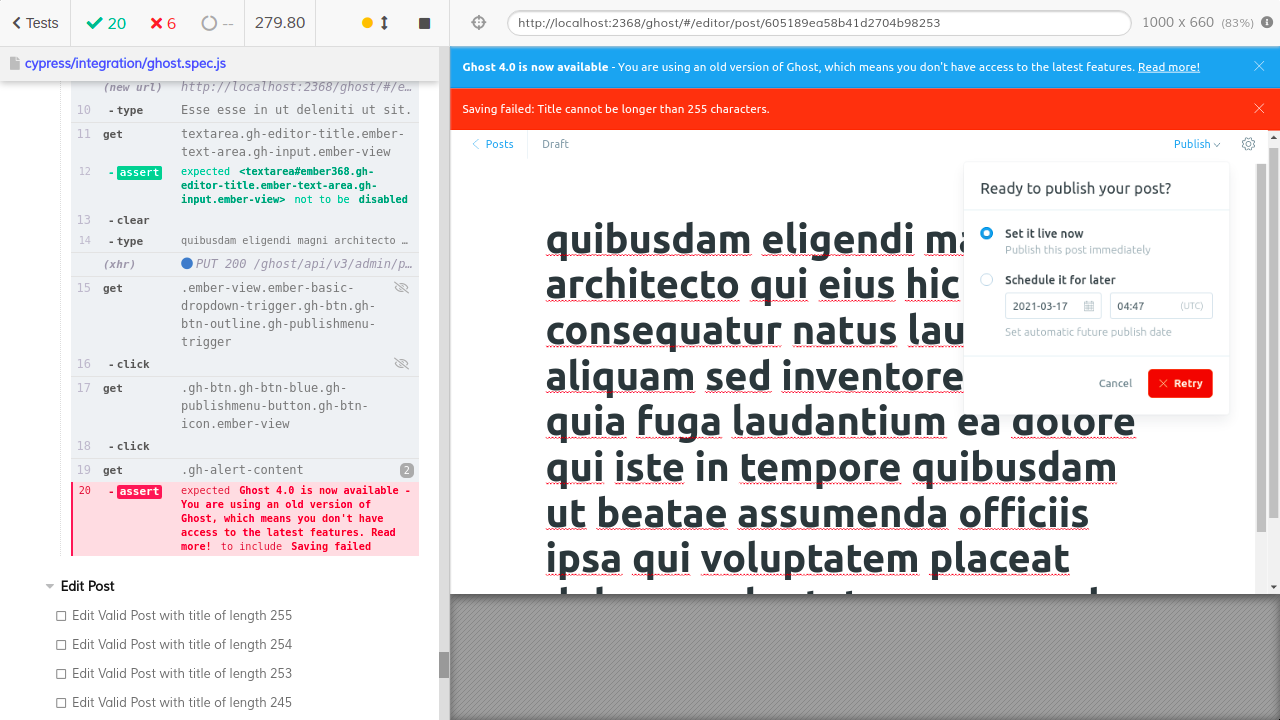 Tests
20
6
--
279.80
http://localhost:2368/ghost/#/editor/post/605189ea58b41d2704b98253
1000 x 660 (83%)
cypress/integration/ghost.spec.js
(new url) http://localhost:2368/ghost/#/e...
10 -type Esse esse in ut deleniti ut sit.
11 get textarea.gh-editor-title.ember-
text-area.gh-input.ember-view
12 -assert expected <textarea#ember368.gh-
editor-title.ember-text-area.gh-
input.ember-view> not to be disabled
13 -clear
14 -type quibusdam eligendi magni architecto ...
(xhr) PUT 200 /ghost/api/v3/admin/p...
15 get .ember-view.ember-basic-
dropdown-trigger.gh-btn.gh-
btn-outline.gh-publishmenu-
trigger
16 -click
17 get .gh-btn.gh-btn-blue.gh-
publishmenu-button.gh-btn-
icon.ember-view
18 -click
19 get .gh-alert-content 2
20 -assert expected Ghost 4.0 is now available -
You are using an old version of
Ghost, which means you don't have
access to the latest features. Read
more! to include Saving failed
Edit Post
Edit Valid Post with title of length 255
Edit Valid Post with title of length 254
Edit Valid Post with title of length 253
Edit Valid Post with title of length 245
Ghost 4.0 is now available - You are using an old version of Ghost, which means you don't have access to the latest features. Read more!
Saving failed: Title cannot be longer than 255 characters.
Posts
Draft
Publish
quibusdam eligendi
architecto qui eius hic
consequatur natus
aliquam sed inventore
quia fuga laudantium ea dolore
qui iste in tempore quibusdam
ut beatae assumenda officiis
ipsa qui voluptatem placeat
Ready to publish your post?
Set it live now
Publish this post immediately
Schedule it for later
2021-03-17
04:47 (UTC)
Set automatic future publish date
Cancel
Retry